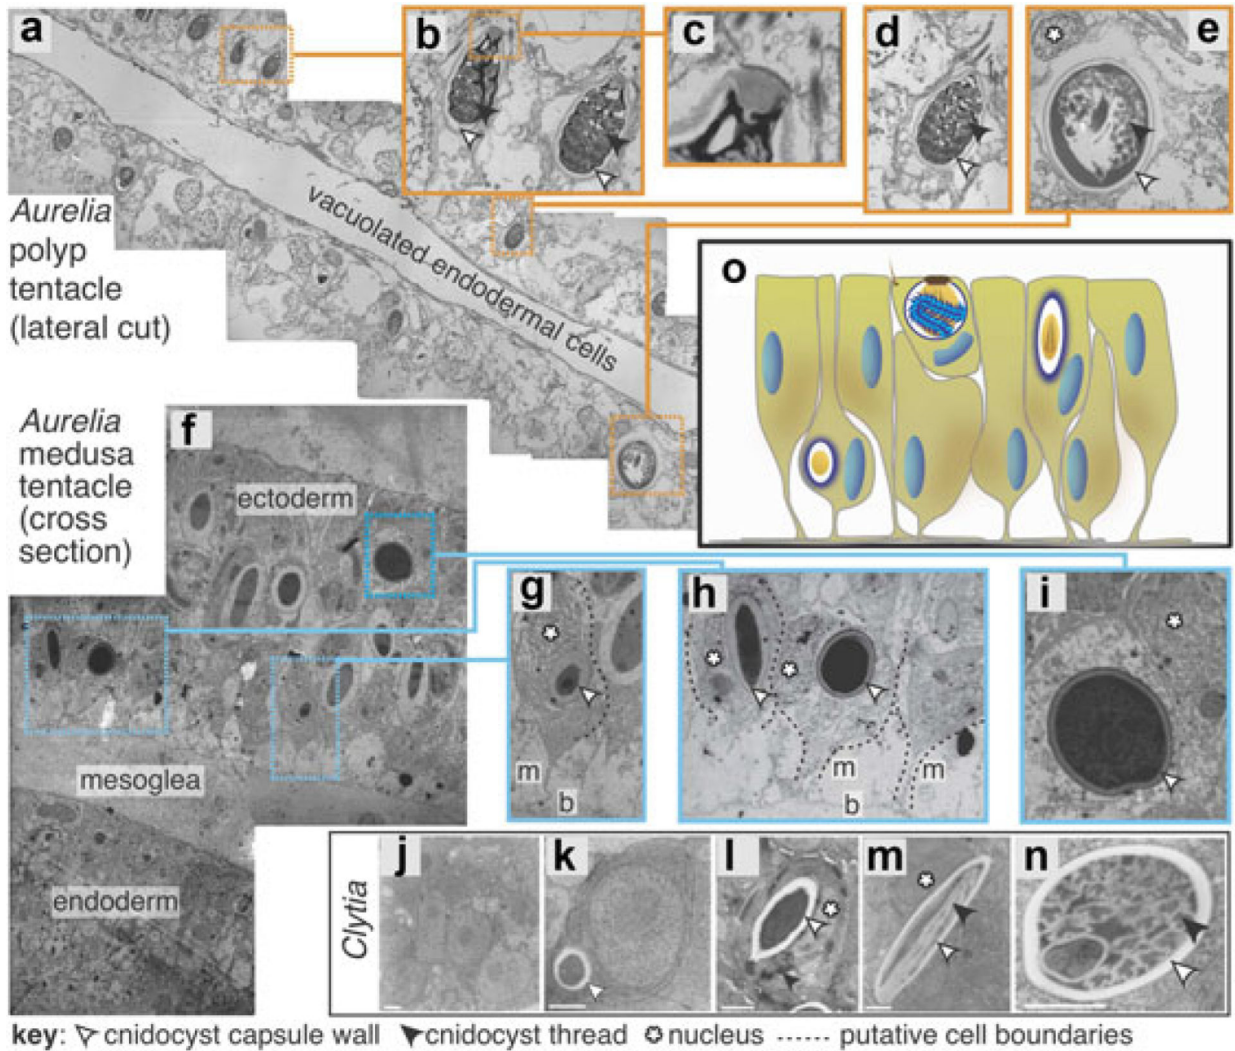 a
b
c
d
e
Aurelia
polyp
tentacle
(lateral cut)
vacuolated endodermal cells
o
Aurelia
medusa
tentacle
(cross
section)
f
ectoderm
g
h
i
mesoglea
m
b
m
m
b
endoderm
Clytia
j
k
l
m
n
key: cnidocyst capsule wall cnidocyst thread nucleus putative cell boundaries